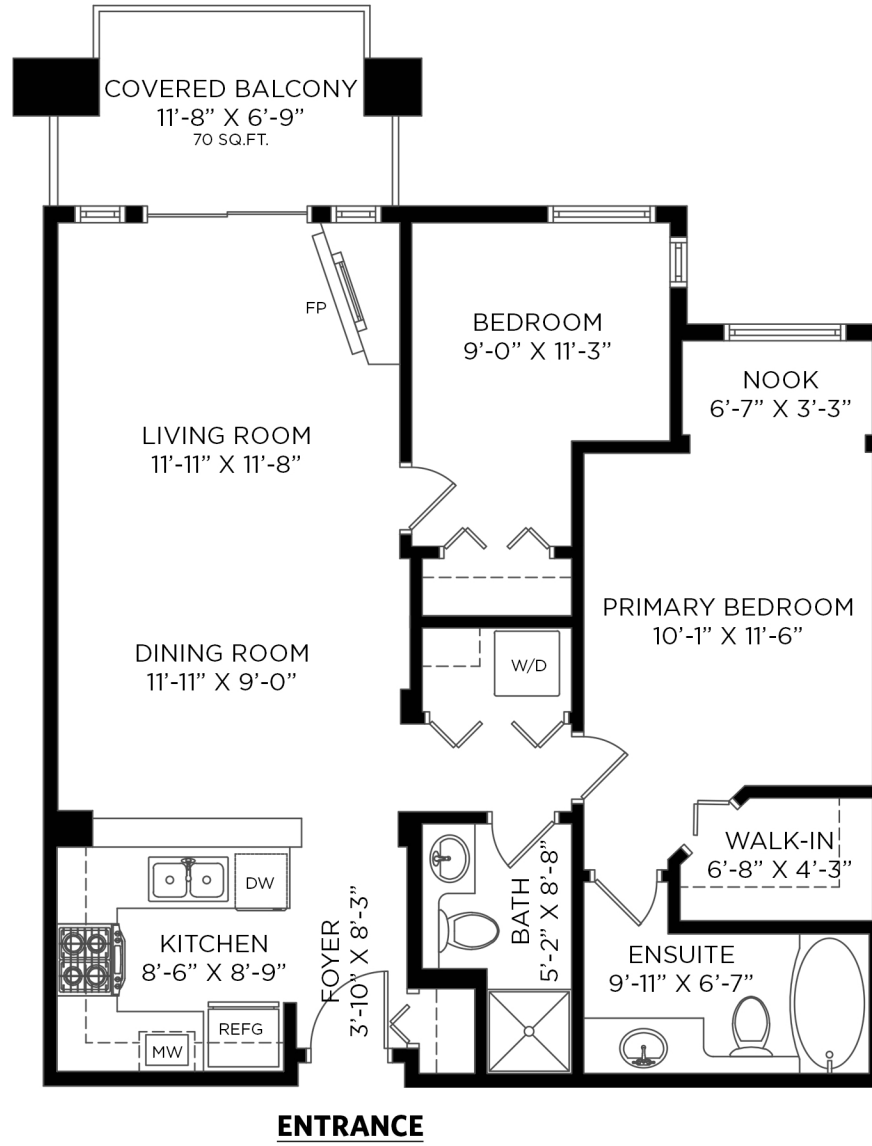 COVERED BALCONY
11’-8” X 6’-9”
70 SQ.FT.
FP
BEDROOM
9’-0” X 11’-3”
NOOK
6’-7” X 3’-3”
LIVING ROOM
11’-11” X 11’-8”
PRIMARY BEDROOM
10’-1” X 11’-6”
DINING ROOM
11’-11” X 9’-0”
W/D
WALK-IN
6’-8” X 4’-3”
DW
KITCHEN
8’-6” X 8’-9”
FOYER
3’-10” X 8’-3”
BATH
5’-2” X 8’-8”
ENSUITE
9’-11” X 6’-7”
REFG
MW
ENTRANCE